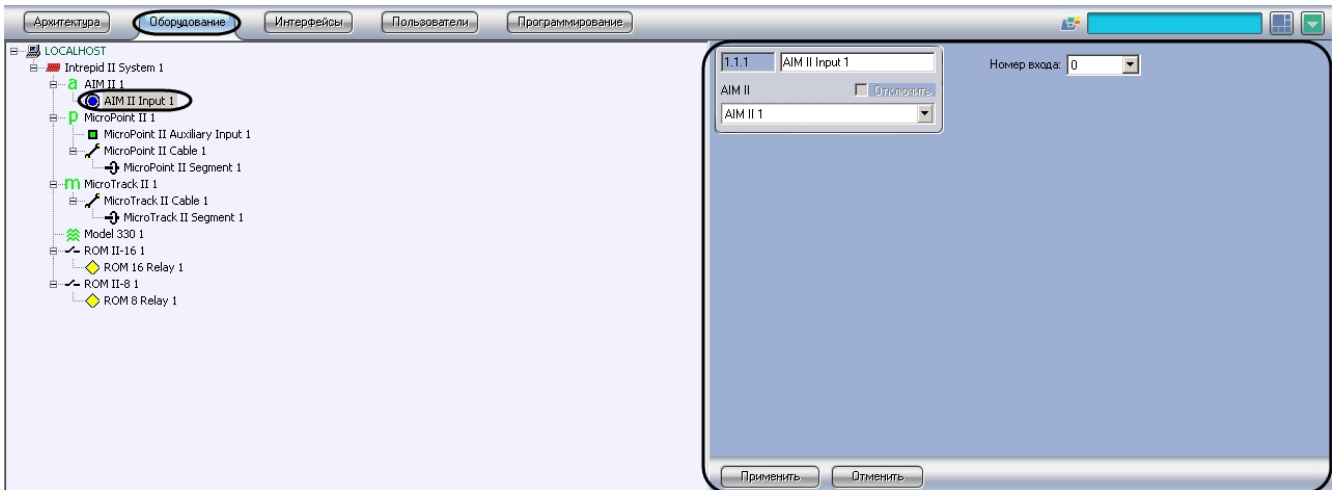 Архитектура Оборудование Интерфейсы Пользователи Программирование
LOCALHOST
Intrepid II System 1
AIM II 1
AIM II Input 1
MicroPoint II 1
MicroPoint II Auxiliary Input 1
MicroPoint II Cable 1
MicroPoint II Segment 1
MicroTrack II 1
MicroTrack II Cable 1
MicroTrack II Segment 1
Model 330 1
ROM II-16 1
ROM 16 Relay 1
ROM II-8 1
ROM 8 Relay 1
1.1.1 AIM II Input 1
AIM II Отключить
AIM II 1
Номер входа: 0
Применить Отменить